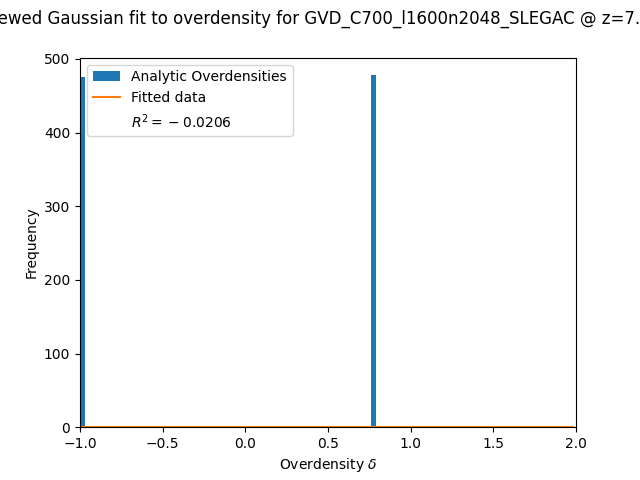 ewed Gaussian fit to overdensity for GVD_C700_l1600n2048_SLEGAC @ z=7.
500
400
300
200
100
0
Frequency
Analytic Overdensities
Fitted data
R² = − 0.0206
−1.0 −0.5 0.0 0.5 1.0 1.5 2.0
Overdensity δ